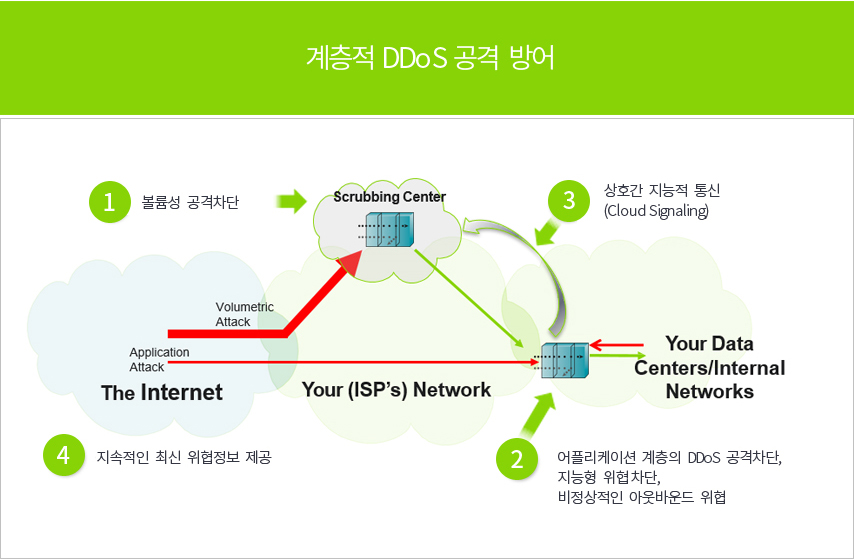 계층적 DDoS 공격 방어
1
볼륨성 공격차단
Scrubbing Center
3
상호간 지능적 통신
(Cloud Signaling)
Volumetric
Attack
Application
Attack
The Internet
Your (ISP's) Network
Your Data
Centers/Internal
Networks
4
지속적인 최신 위협정보 제공
2
어플리케이션 계층의 DDoS 공격차단,
지능형 위협차단,
비정상적인 아웃바운드 위협